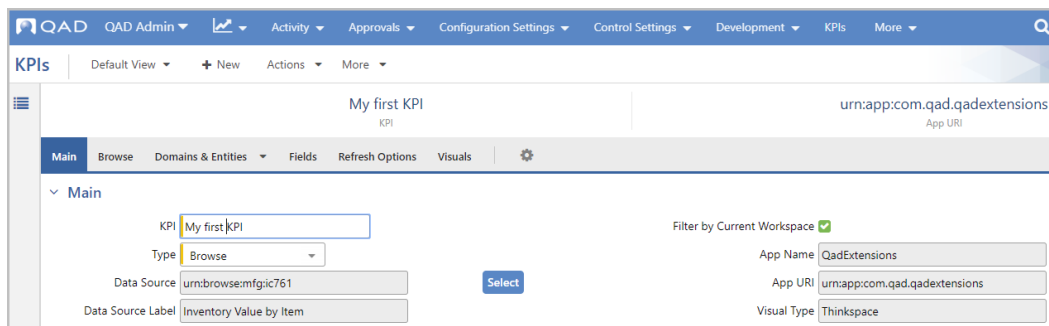 QAD QAD Admin Activity Approvals Configuration Settings Control Settings Development KPIs More
KPIs Default View + New Actions More
My first KPI urn:app:com.qad.qadextensions
KPI App URI
Main Browse Domains & Entities Fields Refresh Options Visuals
Main
KPI My first KPI Filter by Current Workspace
Type Browse App Name QadExtensions
Data Source urn:browse:mfg:ic761 Select App URI urn:app:com.qad.qadextensions
Data Source Label Inventory Value by Item Visual Type Thinkspace